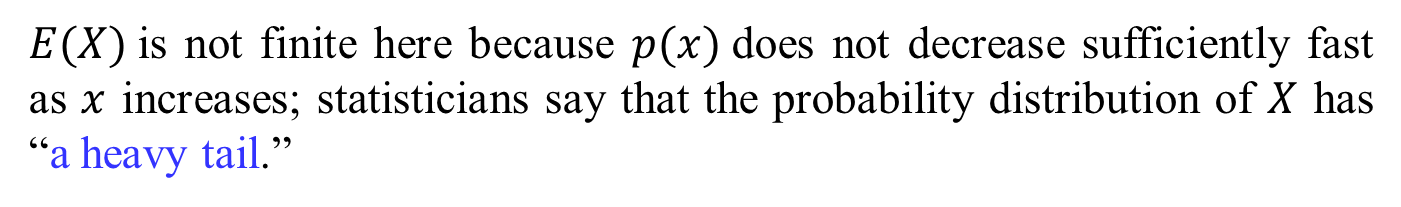 E(X) is not finite here because p(x) does not decrease sufficiently fast
as x increases; statisticians say that the probability distribution of X has
“a heavy tail.”